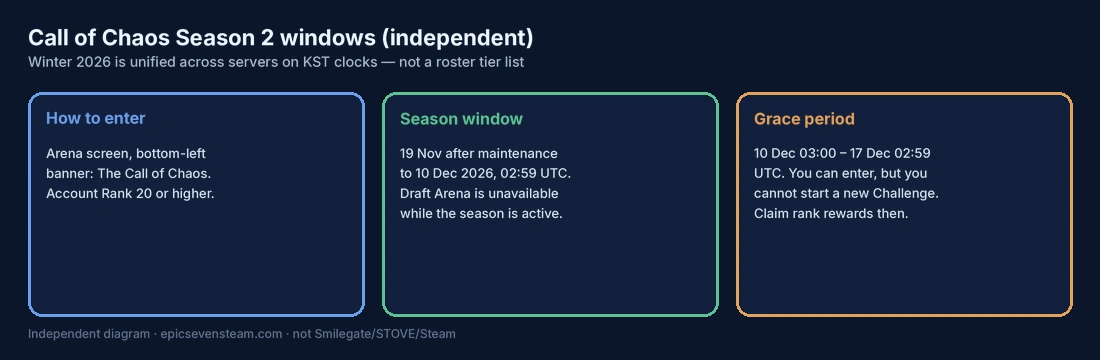 Call of Chaos Season 2 windows (independent)
Winter 2026 is unified across servers on KST clocks — not a roster tier list
How to enter
Arena screen, bottom-left
banner: The Call of Chaos.
Account Rank 20 or higher.
Season window
19 Nov after maintenance
to 10 Dec 2026, 02:59 UTC.
Draft Arena is unavailable
while the season is active.
Grace period
10 Dec 03:00 – 17 Dec 02:59
UTC. You can enter, but you
cannot start a new Challenge.
Claim rank rewards then.
Independent diagram · epicsevensteam.com · not Smilegate/STOVE/Steam